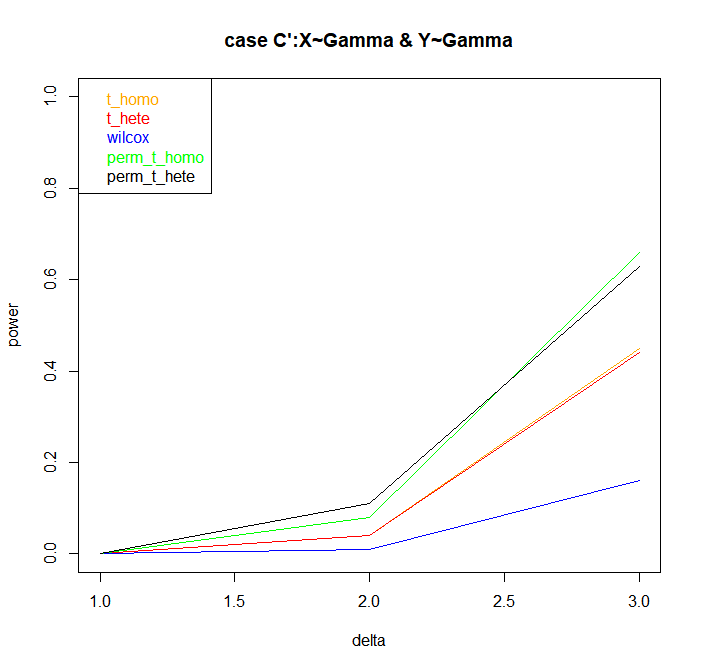 case C':X~Gamma & Y~Gamma
t_homo
t_hete
wilcox
perm_t_homo
perm_t_hete
1.0
0.8
0.6
0.4
0.2
0.0
power
1.0 1.5 2.0 2.5 3.0
delta